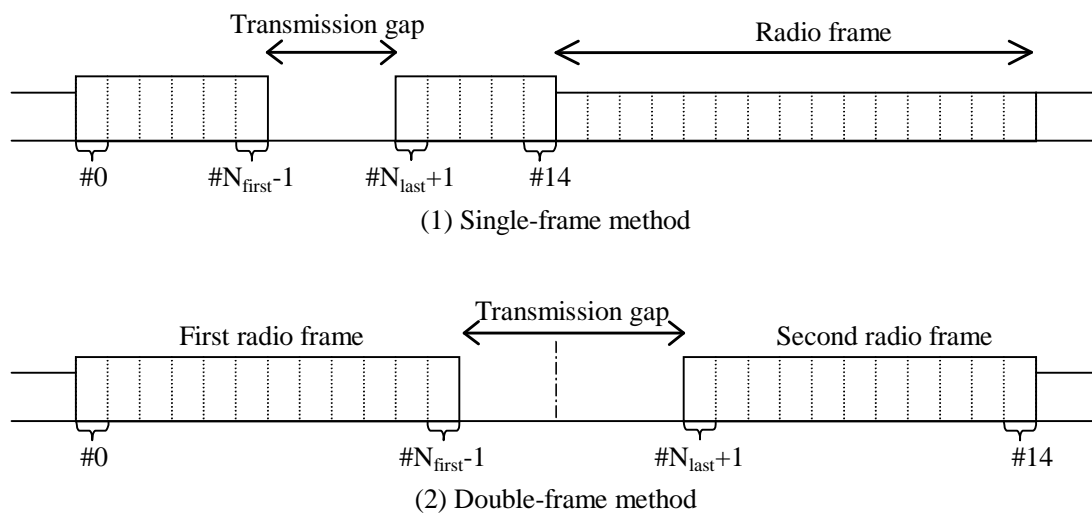 Transmission gap
Radio frame
#0
#Nfirst-1
#Nlast+1
#14
(1) Single-frame method
Transmission gap
First radio frame
Second radio frame
#0
#Nfirst-1
#Nlast+1
#14
(2) Double-frame method